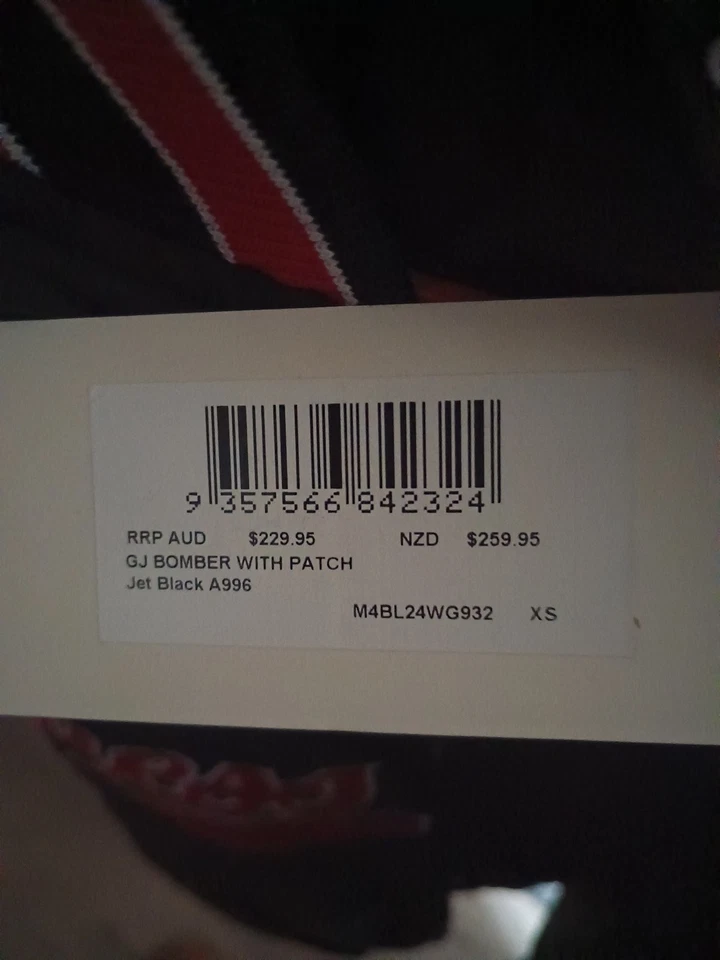 9 357566 842324
RRP AUD $229.95 NZD $259.95
GJ BOMBER WITH PATCH
Jet Black A996
M4BL24WG932 XS